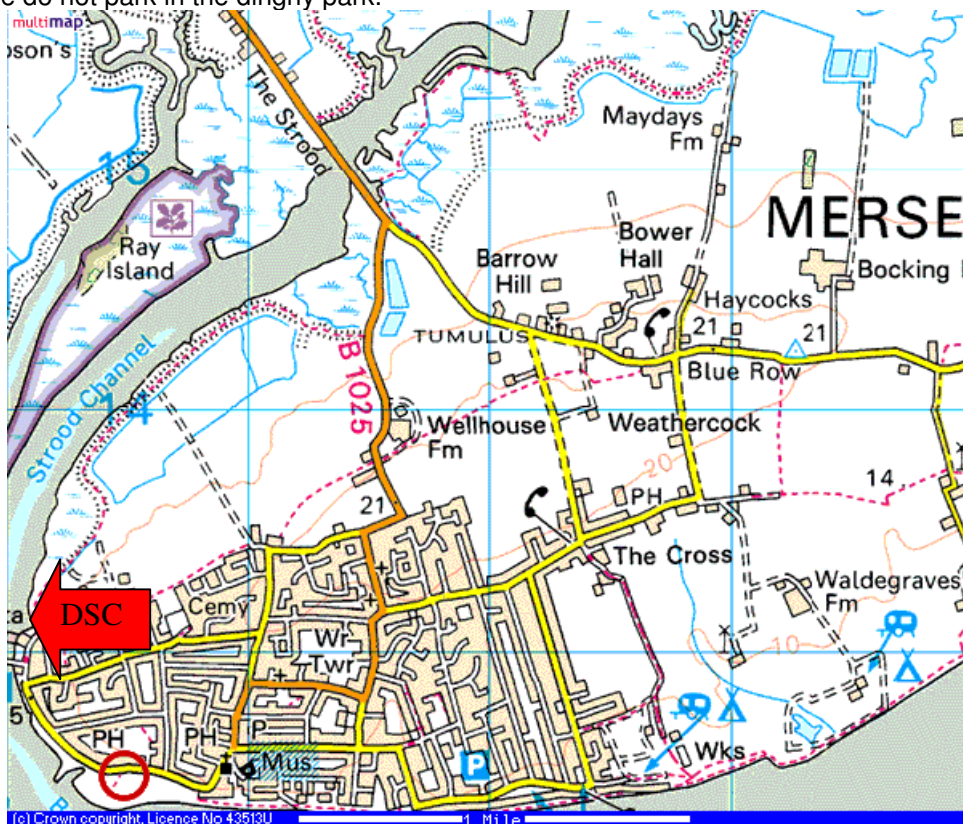 e do not park in the dinghy park.
multimap
oson's
The Strood
Maydays
Fm
13
MERSE
Ray
Island
Bower
Hall
Barrow
Hill
Bocking
Haycocks
TUMULUS
21
21
Blue Row
B 1025
Strood Channel
14
Wellhouse
Fm
Weathercock
20
PH
14
21
The Cross
Waldegraves
Fm
ta
DSC
Cemy
10
Wr
Twr
5
PH
PH
P
Mus
P
Wks
(c) Crown copyright, Licence No 43513U
1 Mile